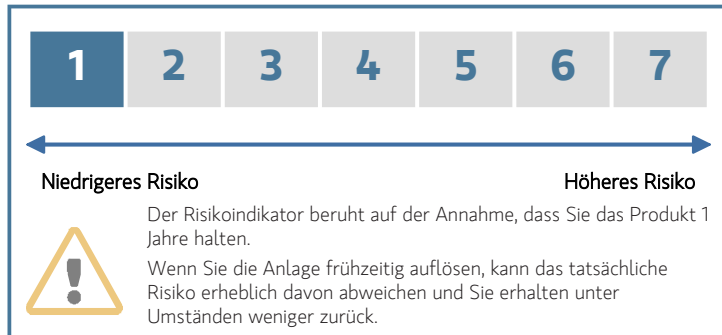 1 2 3 4 5 6 7
Niedrigeres Risiko Höheres Risiko
Der Risikoindikator beruht auf der Annahme, dass Sie das Produkt 1
Jahre halten.
Wenn Sie die Anlage frühzeitig auflösen, kann das tatsächliche
Risiko erheblich davon abweichen und Sie erhalten unter
Umständen weniger zurück.